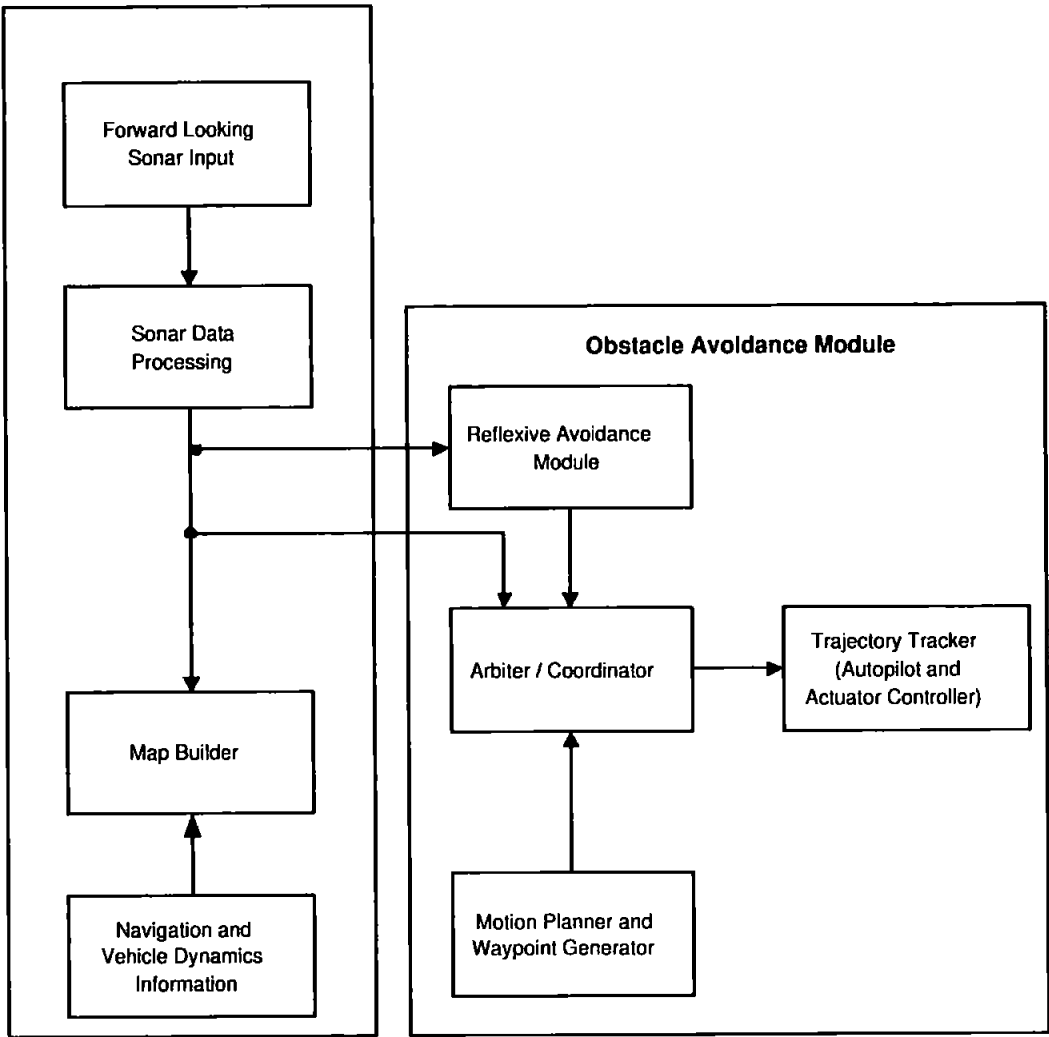 Forward Looking
Sonar Input
Sonar Data
Processing
Obstacle Avoidance Module
Reflexive Avoidance
Module
Arbiter / Coordinator
Trajectory Tracker
(Autopilot and
Actuator Controller)
Map Builder
Motion Planner and
Waypoint Generator
Navigation and
Vehicle Dynamics
Information